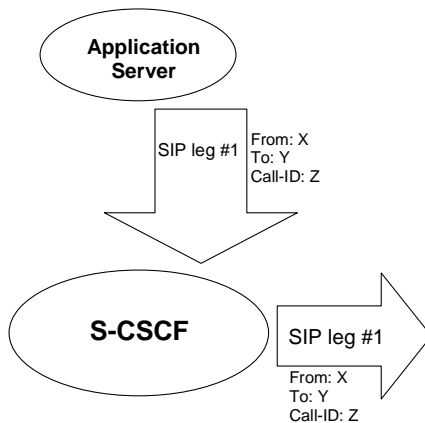 Application
Server
SIP leg #1
From: X
To: Y
Call-ID: Z
S-CSCF
SIP leg #1
From: X
To: Y
Call-ID: Z